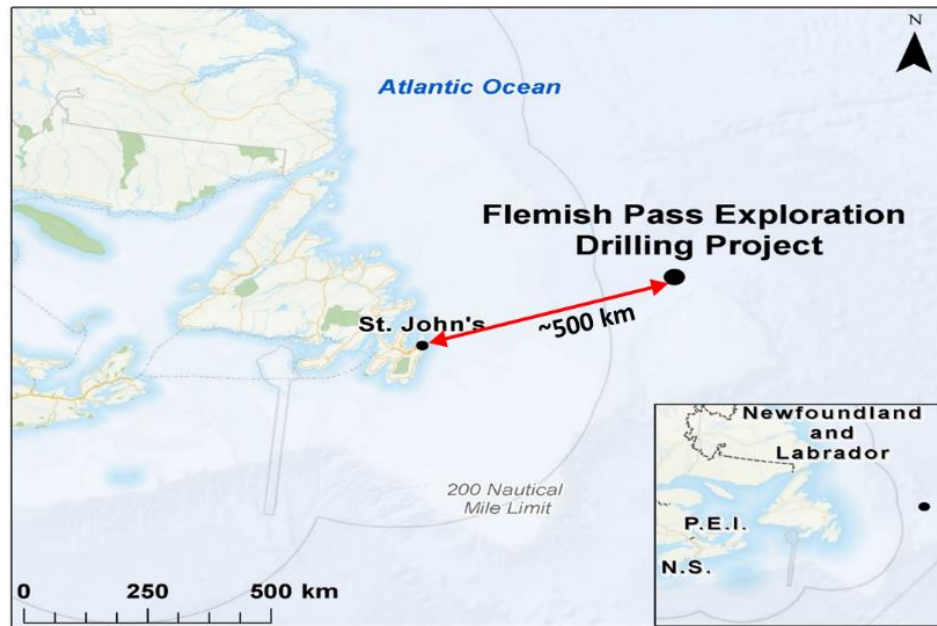 N
Atlantic Ocean
Flemish Pass Exploration
Drilling Project
St. John's
~500 km
200 Nautical
Mile Limit
Newfoundland
and
Labrador
P.E.I.
N.S.
0 250 500 km